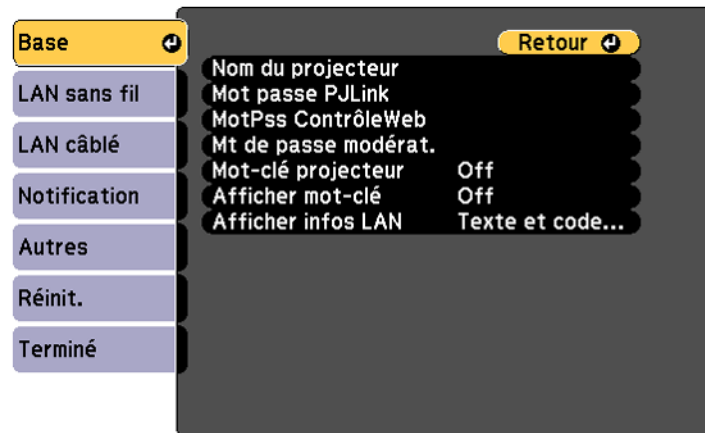 Base
LAN sans fil
LAN câblé
Notification
Autres
Réinit.
Terminé
Retour
Nom du projecteur
Mot passe PJLink
MotPss ContrôleWeb
Mt de passe modérat.
Mot-clé projecteur Off
Afficher mot-clé Off
Afficher infos LAN Texte et code...